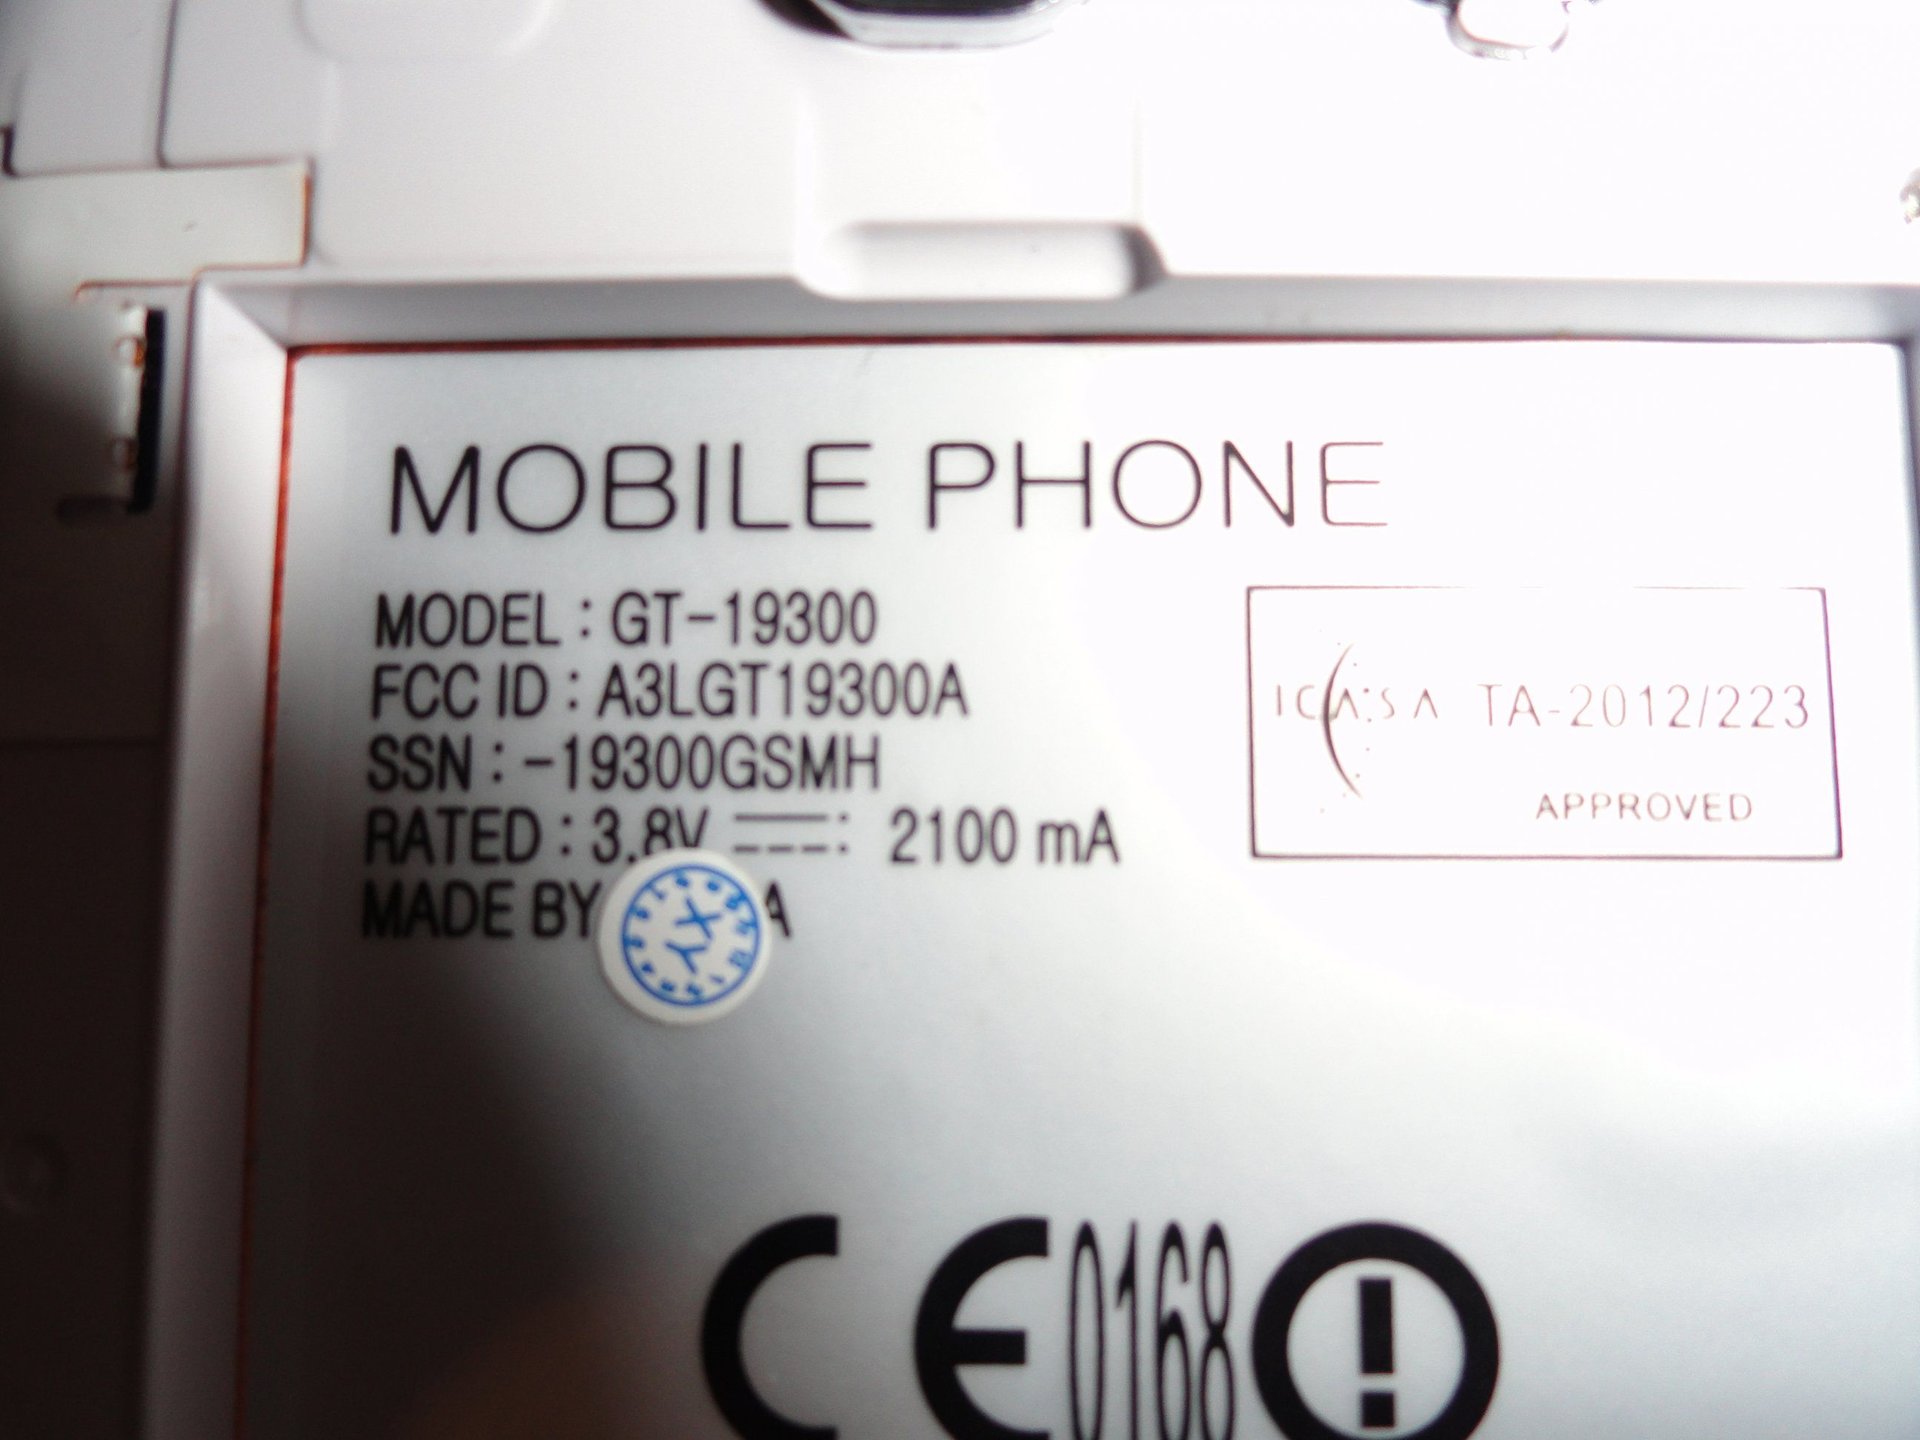 MOBILE PHONE
MODEL : GT-19300
FCC ID : A3LGT19300A
SSN : -19300GSMH
RATED : 3.8V 2100 mA
MADE BY
ICASA TA-2012/223
APPROVED
XY
CE0168